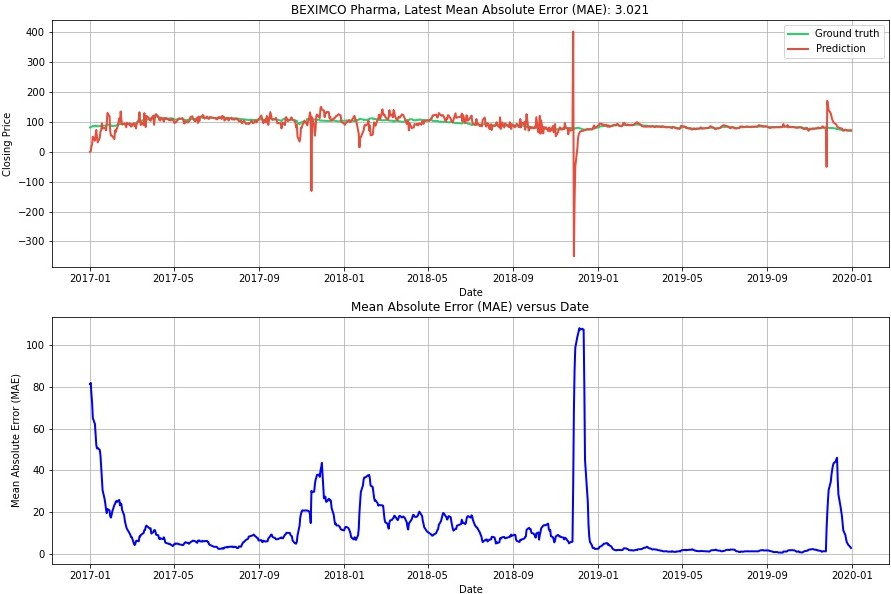 BEXIMCO Pharma, Latest Mean Absolute Error (MAE): 3.021
Ground truth
Prediction
Closing Price
400
300
200
100
0
−100
−200
−300
2017-01 2017-05 2017-09 2018-01 2018-05 2018-09 2019-01 2019-05 2019-09 2020-01
Date
Mean Absolute Error (MAE) versus Date
Mean Absolute Error (MAE)
100
80
60
40
20
0
2017-01 2017-05 2017-09 2018-01 2018-05 2018-09 2019-01 2019-05 2019-09 2020-01
Date